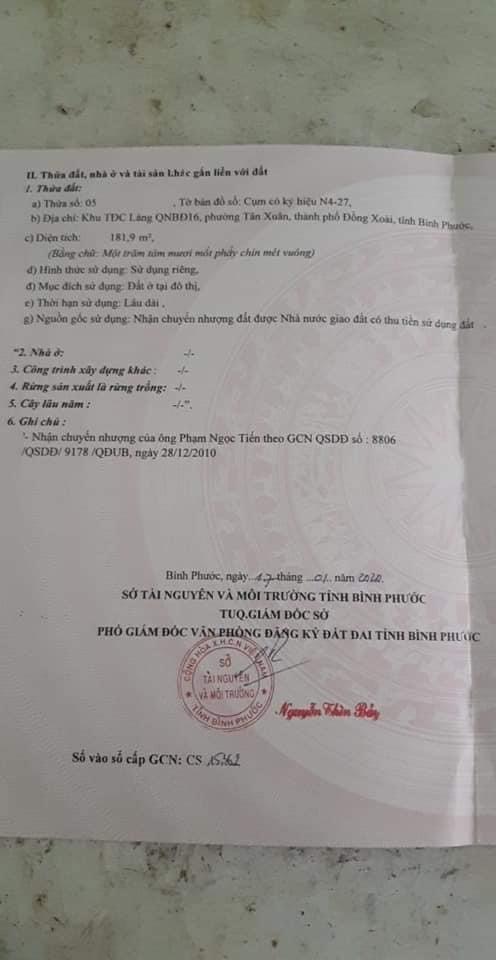 II. Thửa đất, nhà ở và tài sản khác gắn liền với đất
1. Thửa đất:
a) Thửa số: 05 , Tờ bản đồ số: Cụm có ký hiệu N4-27,
b) Địa chỉ: Khu TĐC Làng QNBĐ16, phường Tân Xuân, thành phố Đồng Xoài, tỉnh Bình Phước,
c) Diện tích: 181,9 m²,
(Bằng chữ: Một trăm tám mươi mốt phẩy chín mét vuông)
d) Hình thức sử dụng: Sử dụng riêng,
đ) Mục đích sử dụng: Đất ở tại đô thị,
e) Thời hạn sử dụng: Lâu dài ,
g) Nguồn gốc sử dụng: Nhận chuyển nhượng đất được Nhà nước giao đất có thu tiền sử dụng đất .
"2. Nhà ở: -/-
3. Công trình xây dựng khác : -/-
4. Rừng sản xuất là rừng trồng: -/-
5. Cây lâu năm : -/-".
6. Ghi chú :
'- Nhận chuyển nhượng của ông Phạm Ngọc Tiến theo GCN QSDĐ số : 8806
/QSDĐ/ 9178 /QĐUB, ngày 28/12/2010
Bình Phước, ngày..17..tháng ...01.. năm 2020.
SỞ TÀI NGUYÊN VÀ MÔI TRƯỜNG TỈNH BÌNH PHƯỚC
TUQ.GIÁM ĐỐC SỞ
PHÓ GIÁM ĐỐC VĂN PHÒNG ĐĂNG KÝ ĐẤT ĐAI TỈNH BÌNH PHƯỚC
CỘNG HÒA X.H.C.N VIỆT NAM
SỞ
TÀI NGUYÊN
VÀ MÔI TRƯỜNG
TỈNH BÌNH PHƯỚC
Nguyễn Thìn Bảy
Số vào sổ cấp GCN: CS 15362